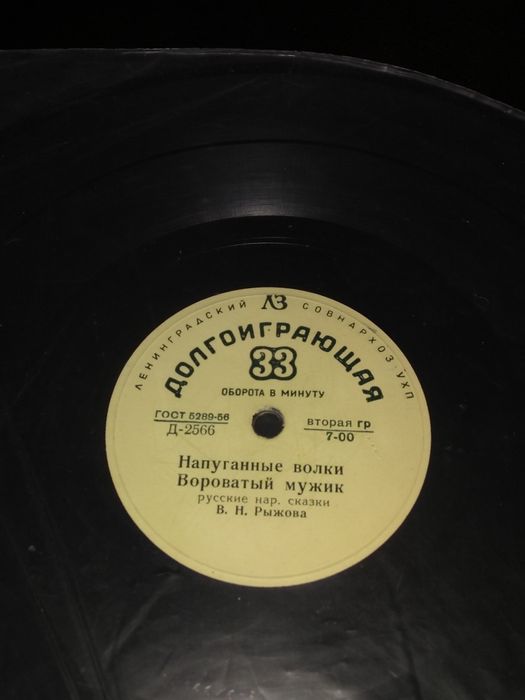 ЛЗ
ЛЕНИНГРАДСКИЙ СОВНАРХОЗ·УХП
ДОЛГОИГРАЮЩАЯ
33
ОБОРОТА В МИНУТУ
ГОСТ 5289-56
Д-2566
вторая гр
7-00
Напуганные волки
Вороватый мужик
русские нар. сказки
В. Н. Рыжова